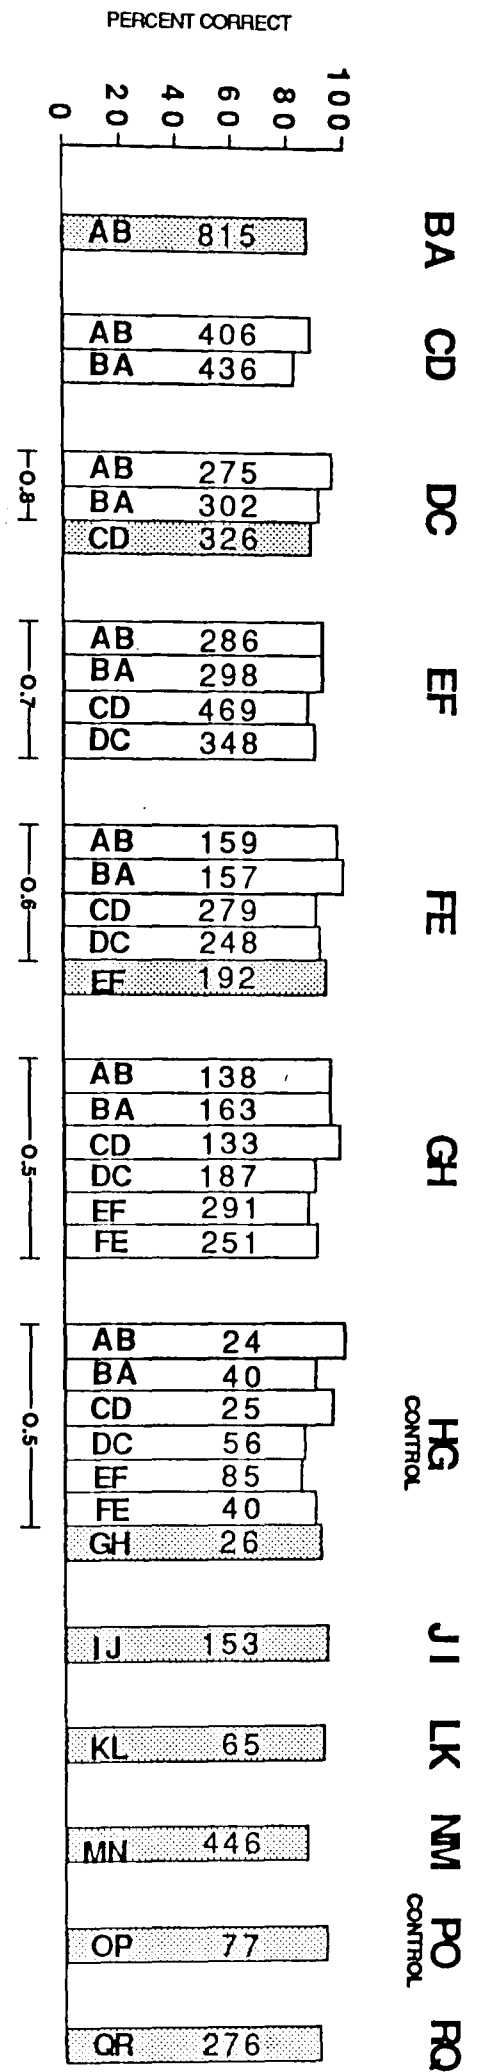 PERCENT CORRECT
0 20 40 60 80 100
BA
AB 815
CD
AB 406
BA 436
DC
AB 275
BA 302
CD 326
0.8
EF
AB 286
BA 298
CD 469
DC 348
0.7
FE
AB 159
BA 157
CD 279
DC 248
EF 192
0.6
GH
AB 138
BA 163
CD 133
DC 187
EF 291
FE 251
0.5
HG
CONTROL
AB 24
BA 40
CD 25
DC 56
EF 85
FE 40
GH 26
0.5
JI
IJ 153
LK
KL 65
NM
MN 446
PO
CONTROL
OP 77
RQ
QR 276